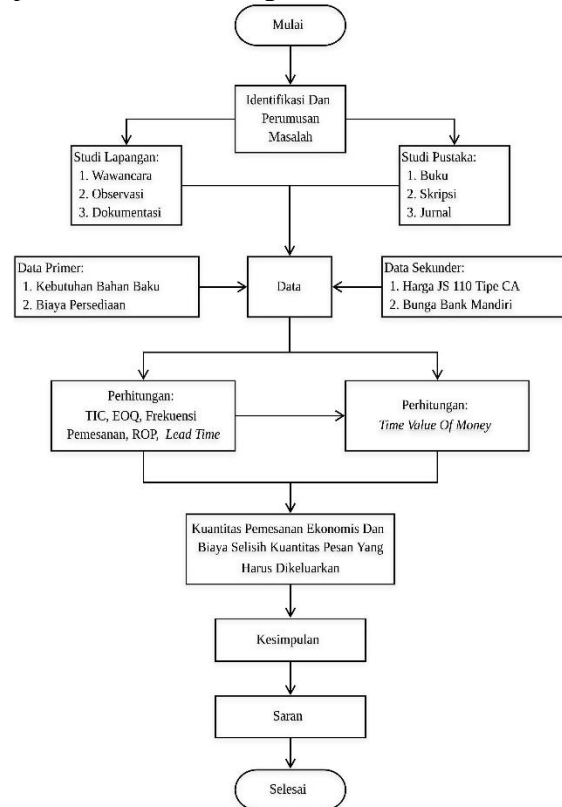 Mulai
Identifikasi Dan
Perumusan
Masalah
Studi Lapangan:
1. Wawancara
2. Observasi
3. Dokumentasi
Studi Pustaka:
1. Buku
2. Skripsi
3. Jurnal
Data Primer:
1. Kebutuhan Bahan Baku
2. Biaya Persediaan
Data
Data Sekunder:
1. Harga JS 110 Tipe CA
2. Bunga Bank Mandiri
Perhitungan:
TIC, EOQ, Frekuensi
Pemesanan, ROP, Lead Time
Perhitungan:
Time Value Of Money
Kuantitas Pemesanan Ekonomis Dan
Biaya Selisih Kuantitas Pesan Yang
Harus Dikeluarkan
Kesimpulan
Saran
Selesai